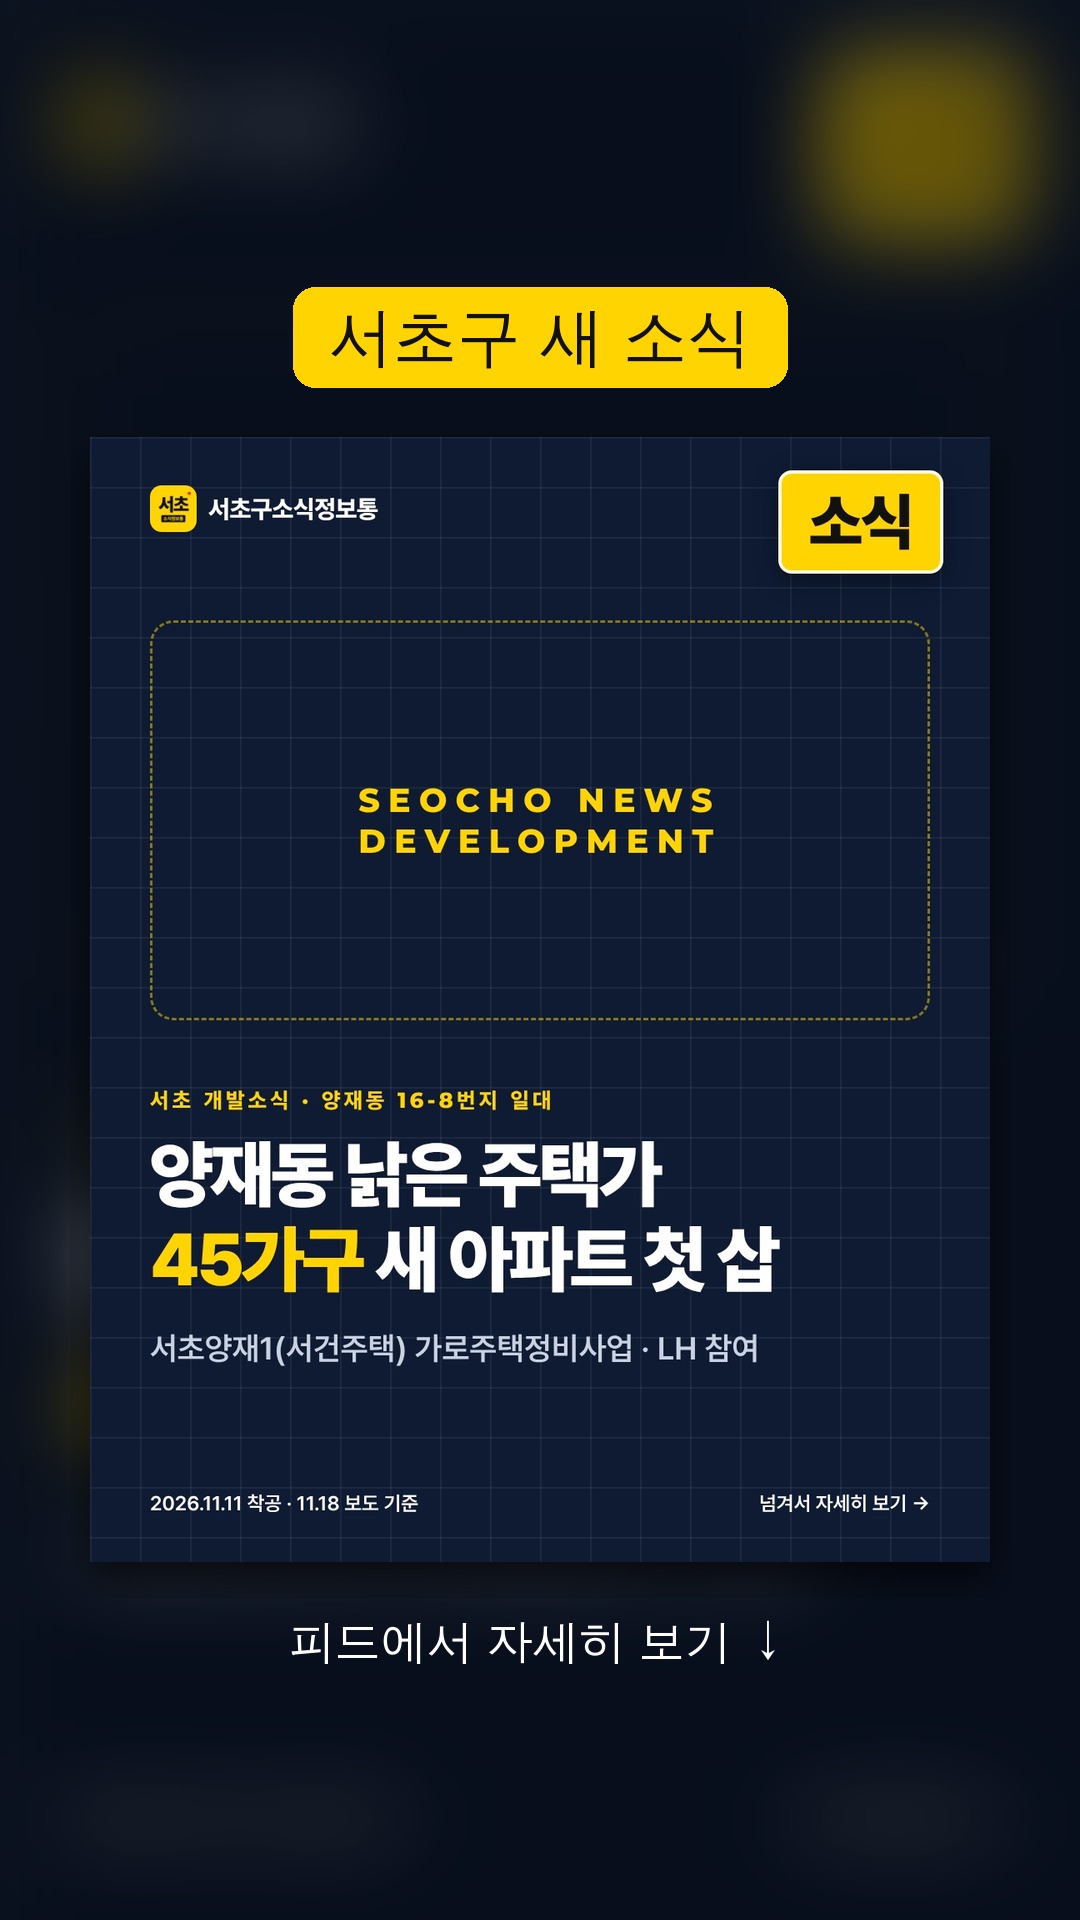 서초구 새 소식
서초
소식정보통
서초구소식정보통
소식
SEOCHO NEWS
DEVELOPMENT
서초 개발소식 · 양재동 16-8번지 일대
양재동 낡은 주택가
45가구 새 아파트 첫 삽
서초양재1(서건주택) 가로주택정비사업 · LH 참여
2026.11.11 착공 · 11.18 보도 기준
넘겨서 자세히 보기 →
피드에서 자세히 보기 ↓